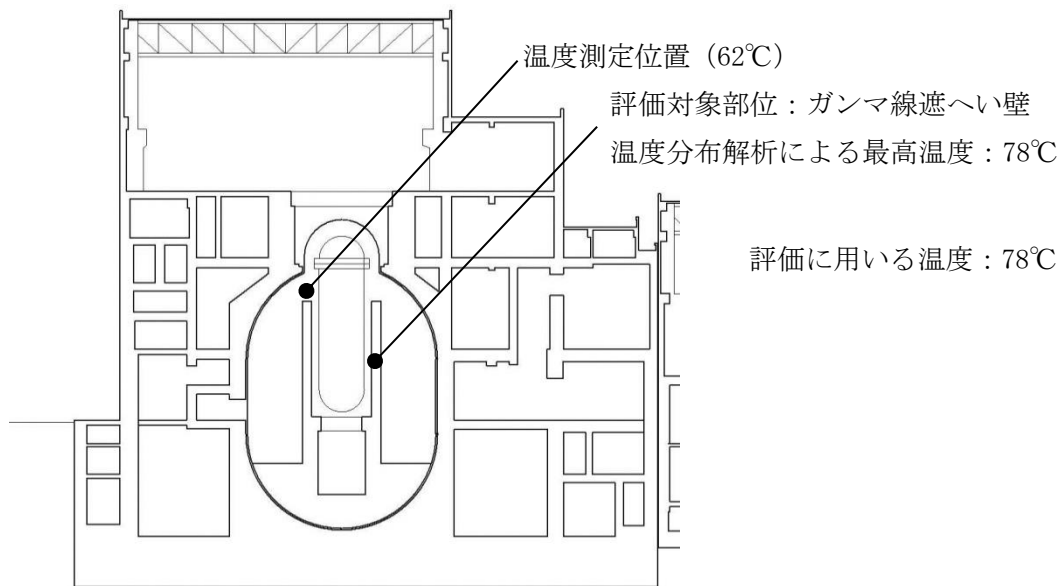 温度測定位置（62℃）
評価対象部位：ガンマ線遮へい壁
温度分布解析による最高温度：78℃
評価に用いる温度：78℃